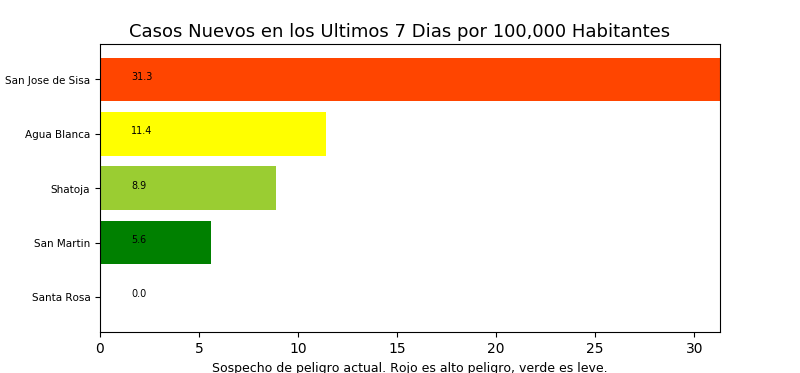 Casos Nuevos en los Ultimos 7 Dias por 100,000 Habitantes
San Jose de Sisa 31.3
Agua Blanca 11.4
Shatoja 8.9
San Martin 5.6
Santa Rosa 0.0
0 5 10 15 20 25 30
Sospecho de peligro actual. Rojo es alto peligro, verde es leve.